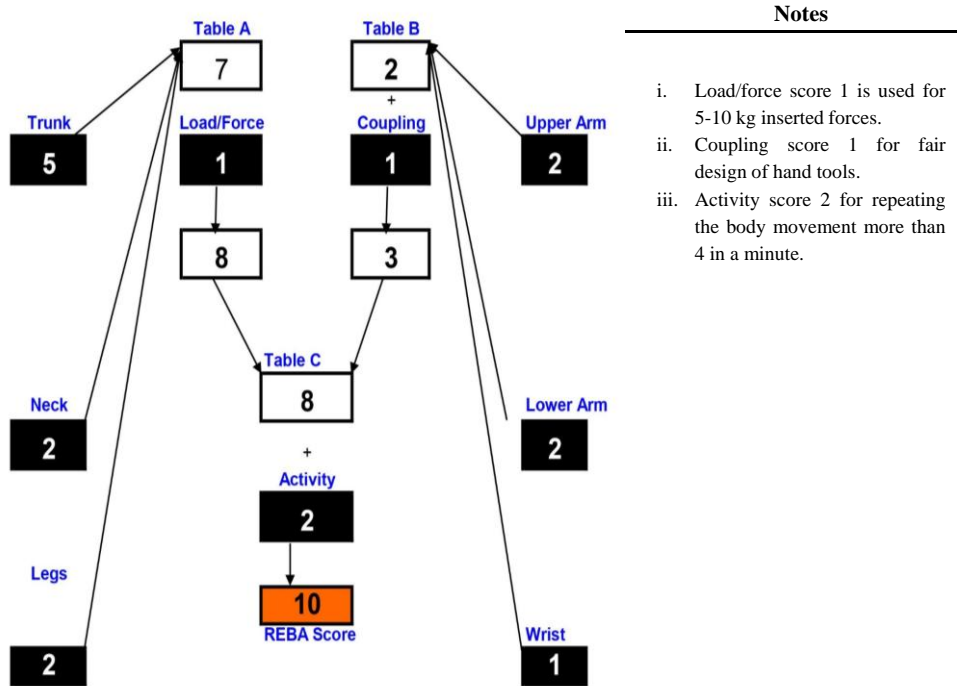 Table A
Table B
7
2
+
Trunk
Load/Force
Coupling
Upper Arm
5
1
1
2
8
3
Table C
8
Neck
Lower Arm
2
2
+
Activity
2
Legs
10
REBA Score
Wrist
2
1
Notes
i. Load/force score 1 is used for
5-10 kg inserted forces.
ii. Coupling score 1 for fair
design of hand tools.
iii. Activity score 2 for repeating
the body movement more than
4 in a minute.